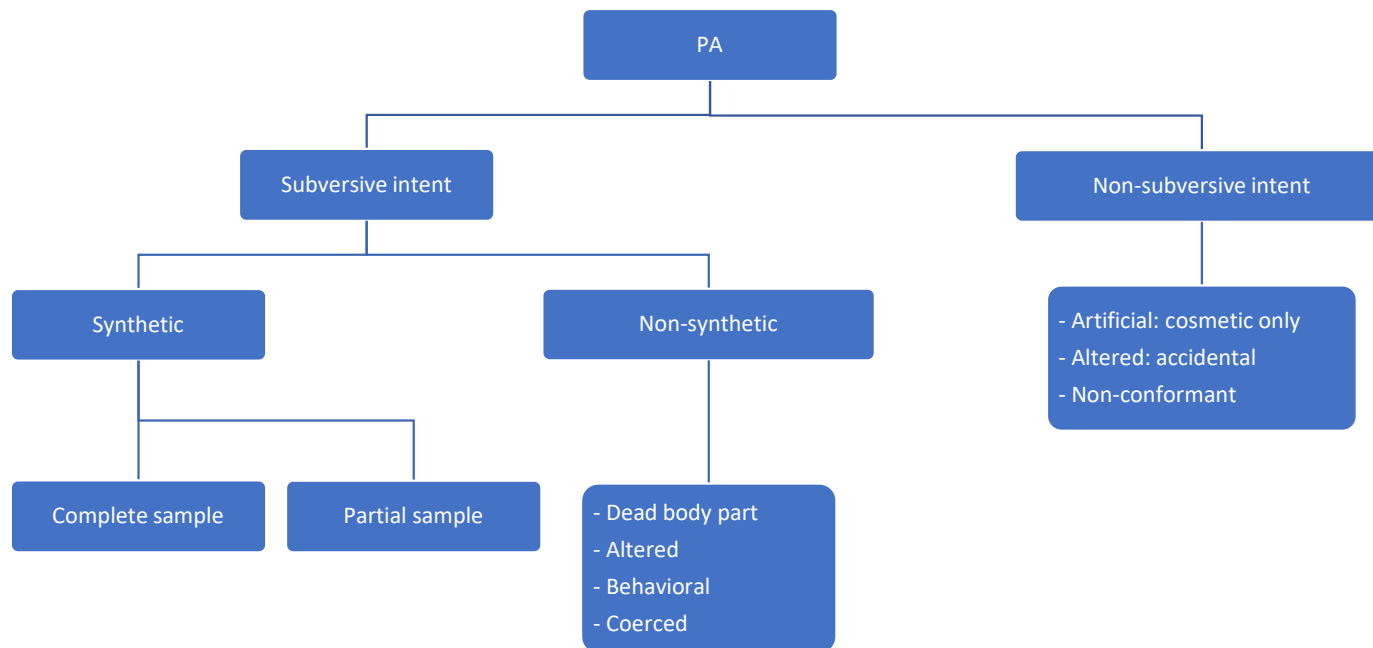 PA
Subversive intent
Non-subversive intent
Synthetic
Non-synthetic
- Artificial: cosmetic only
- Altered: accidental
- Non-conformant
Complete sample
Partial sample
- Dead body part
- Altered
- Behavioral
- Coerced